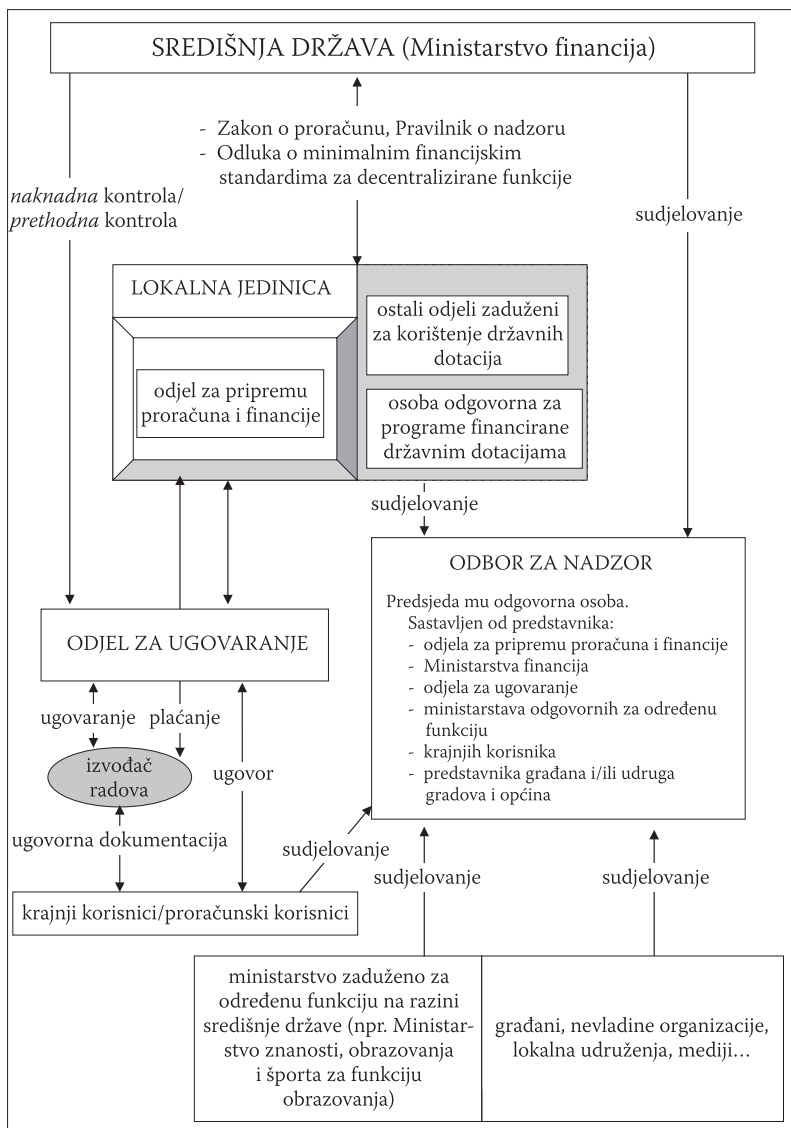 SREDIŠNJA DRŽAVA (Ministarstvo financija)
- Zakon o proračunu, Pravilnik o nadzoru
- Odluka o minimalnim financijskim
standardima za decentralizirane funkcije
naknadna kontrola/
prethodna kontrola
sudjelovanje
LOKALNA JEDINICA
odjel za pripremu
proračuna i financije
ostali odjeli zaduženi
za korištenje državnih
dotacija
osoba odgovorna za
programe financirane
državnim dotacijama
sudjelovanje
ODBOR ZA NADZOR
Predsjeda mu odgovorna osoba.
Sastavljen od predstavnika:
- odjela za pripremu proračuna i financije
- Ministarstva financija
- odjela za ugovaranje
- ministarstava odgovornih za određenu
funkciju
- krajnjih korisnika
- predstavnika građana i/ili udruga
gradova i općina
ODJEL ZA UGOVARANJE
ugovaranje
plaćanje
izvođač
radova
ugovor
ugovorna dokumentacija
sudjelovanje
sudjelovanje
sudjelovanje
krajnji korisnici/proračunski korisnici
ministarstvo zaduženo za
određenu funkciju na razini
središnje države (npr. Ministar-
stvo znanosti, obrazovanja
i športa za funkciju
obrazovanja)
građani, nevladine organizacije,
lokalna udruženja, mediji…